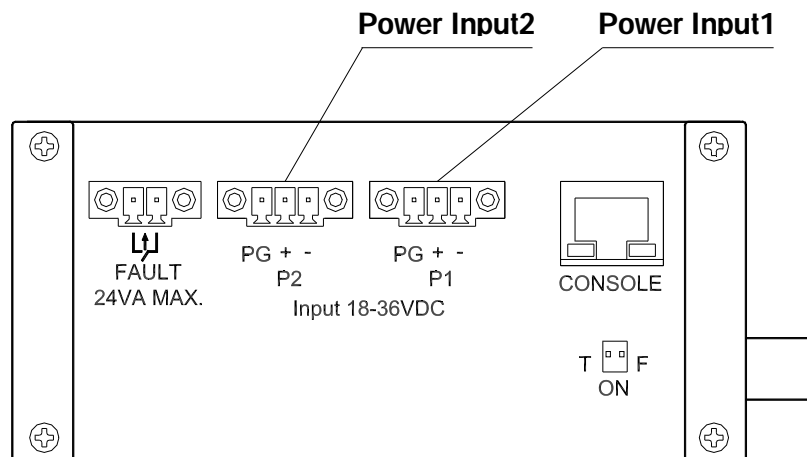 Power Input2 Power Input1
PG + - PG + -
FAULT P2 P1 CONSOLE
24VA MAX. Input 18-36VDC
T F
ON